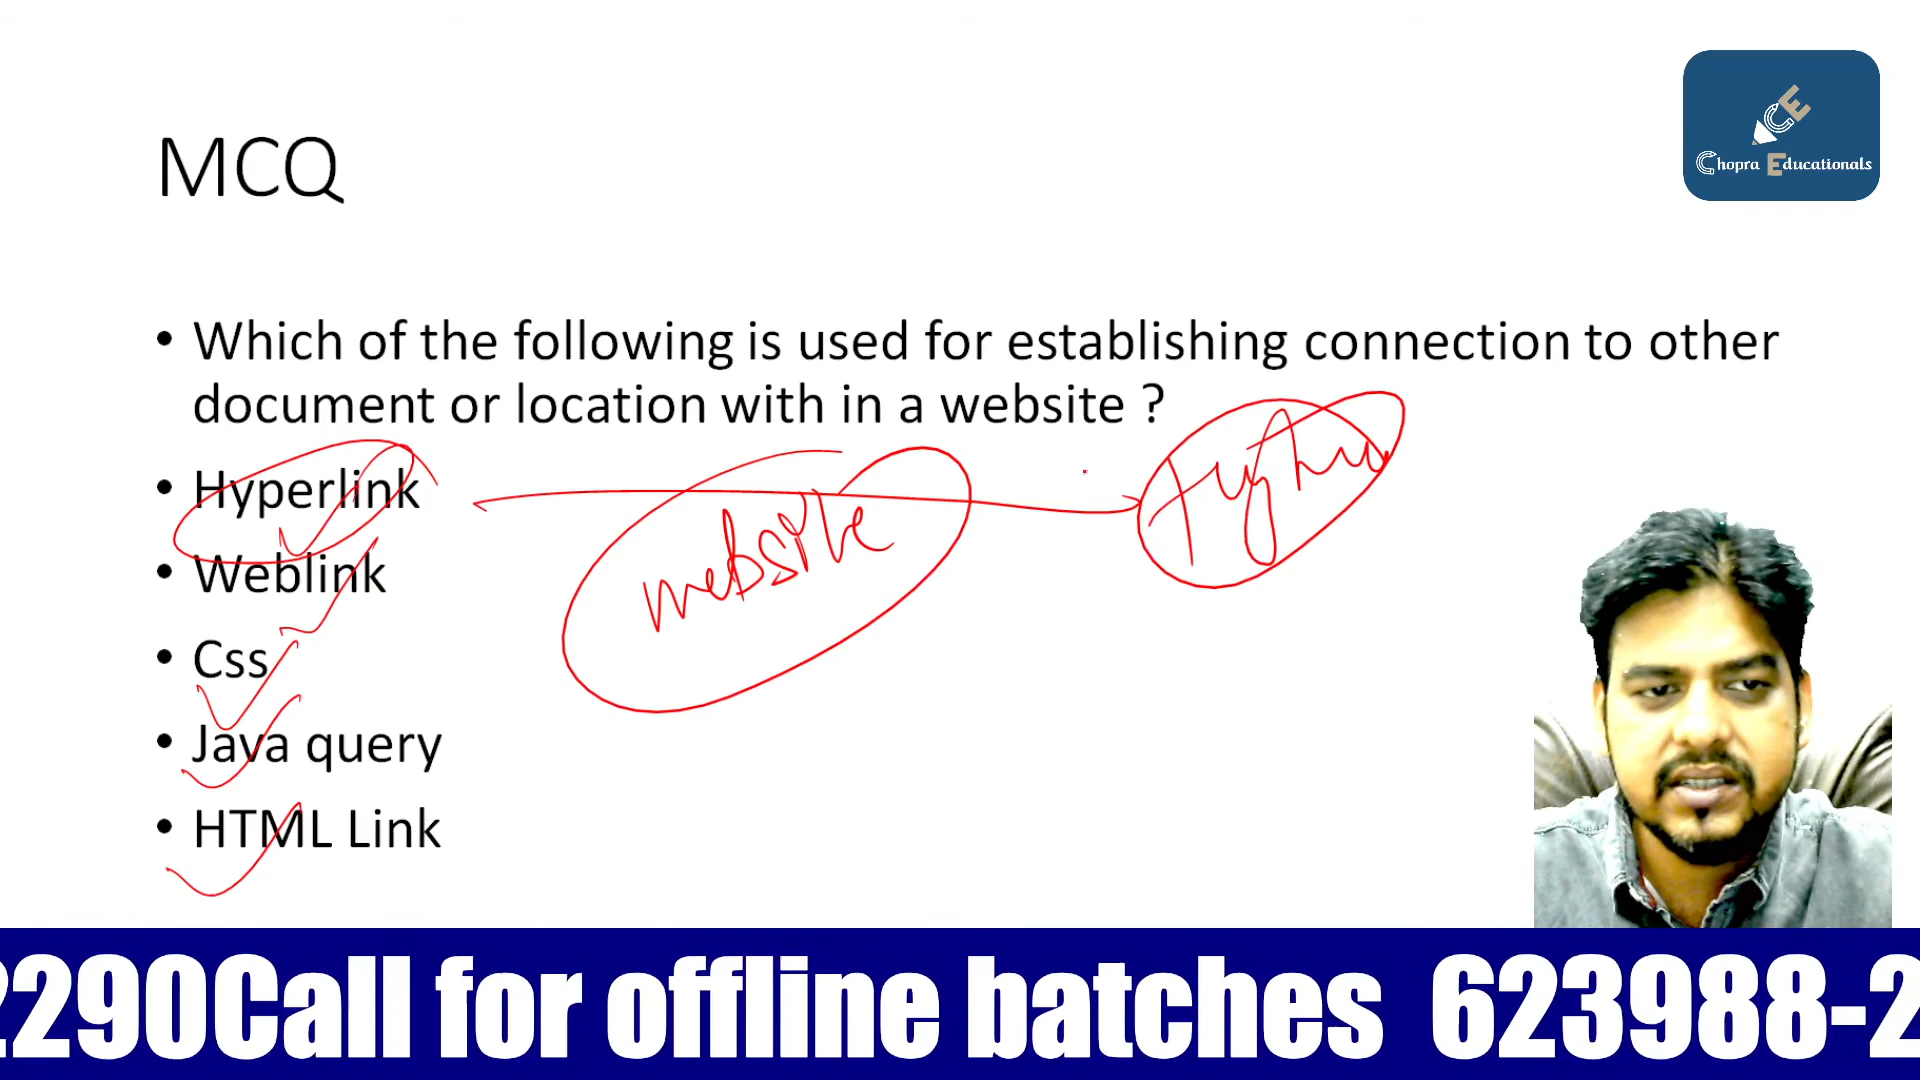 Chopra Educationals
MCQ
• Which of the following is used for establishing connection to other
document or location with in a website ?
• Hyperlink
• Weblink
website
• Css
• Java query
• HTML Link
2290Call for offline batches 623988-2